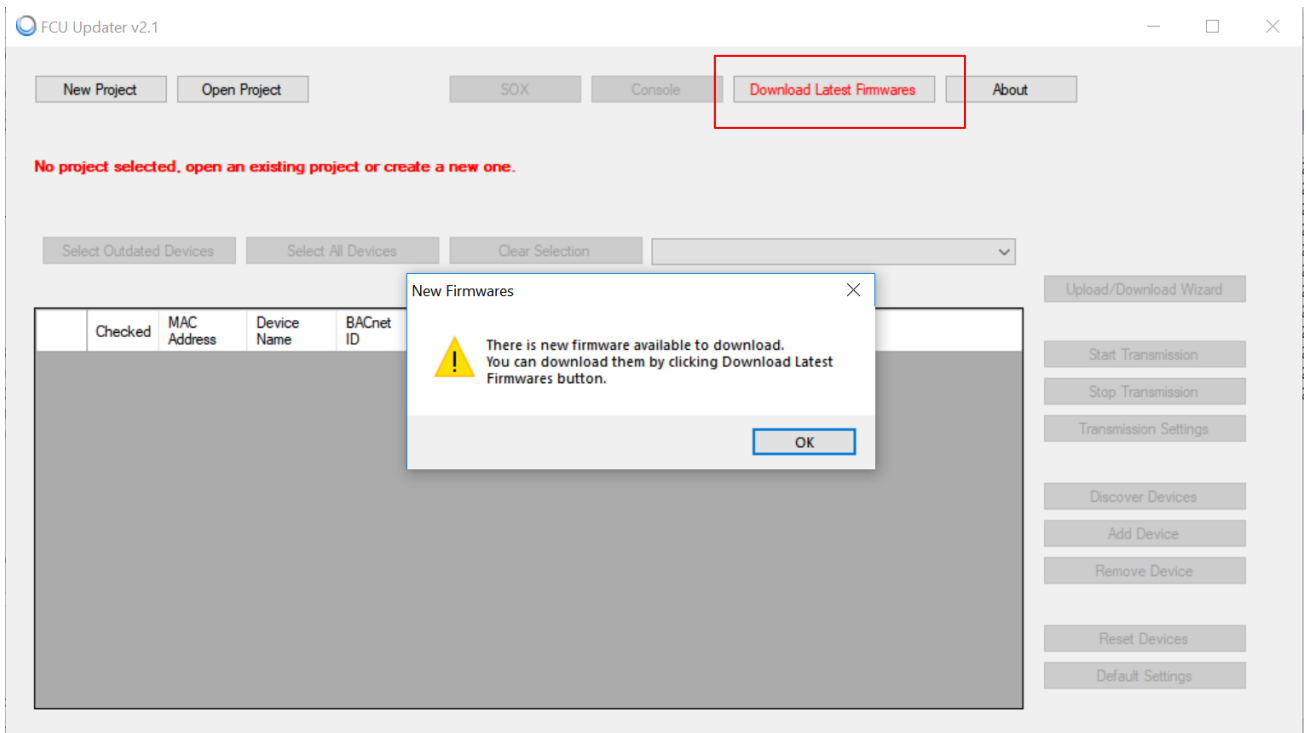 FCU Updater v2.1
New Project
Open Project
SOX
Console
Download Latest Firmwares
About
No project selected, open an existing project or create a new one.
Select Outdated Devices
Select All Devices
Clear Selection
New Firmwares
There is new firmware available to download.
You can download them by clicking Download Latest
Firmwares button.
OK
Checked
MAC
Address
Device
Name
BACnet
ID
Upload/Download Wizard
Start Transmission
Stop Transmission
Transmission Settings
Discover Devices
Add Device
Remove Device
Reset Devices
Default Settings